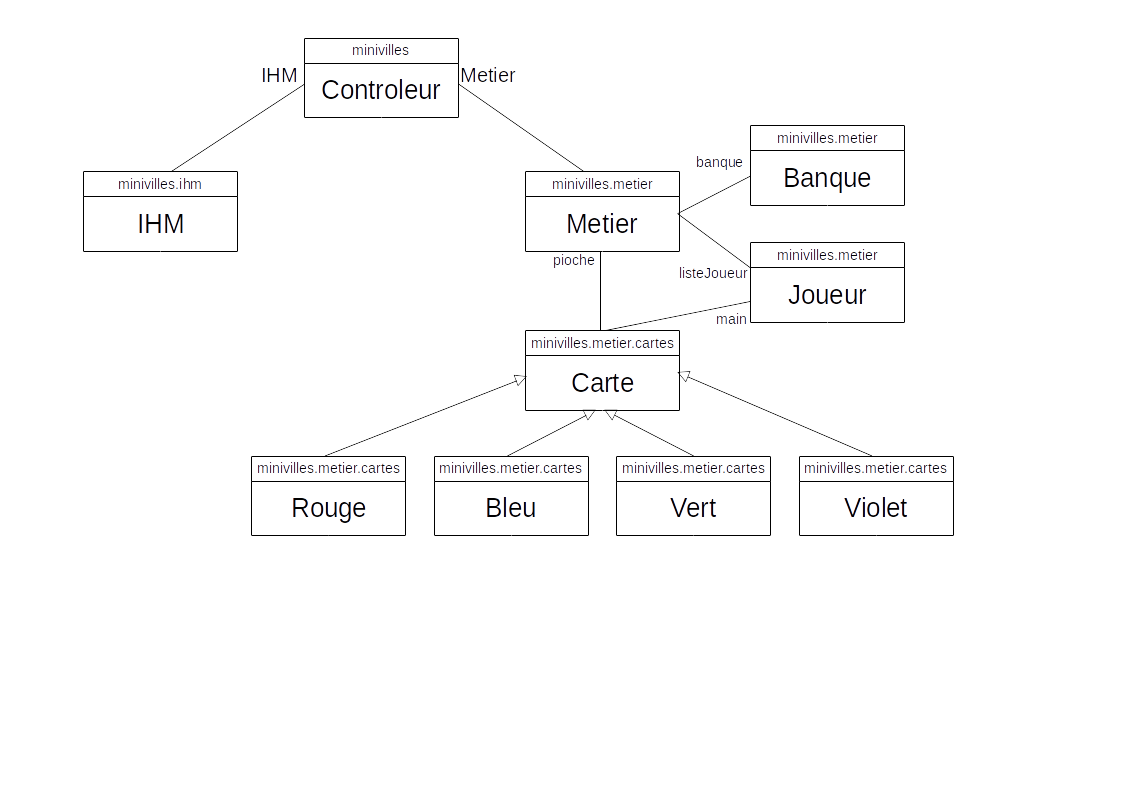 minivilles
IHM
Metier
Controleur
minivilles.metier
banque
Banque
minivilles.ihm
IHM
minivilles.metier
Metier
minivilles.metier
pioche
listeJoueur
Joueur
main
minivilles.metier.cartes
Carte
minivilles.metier.cartes
Rouge
minivilles.metier.cartes
Bleu
minivilles.metier.cartes
Vert
minivilles.metier.cartes
Violet